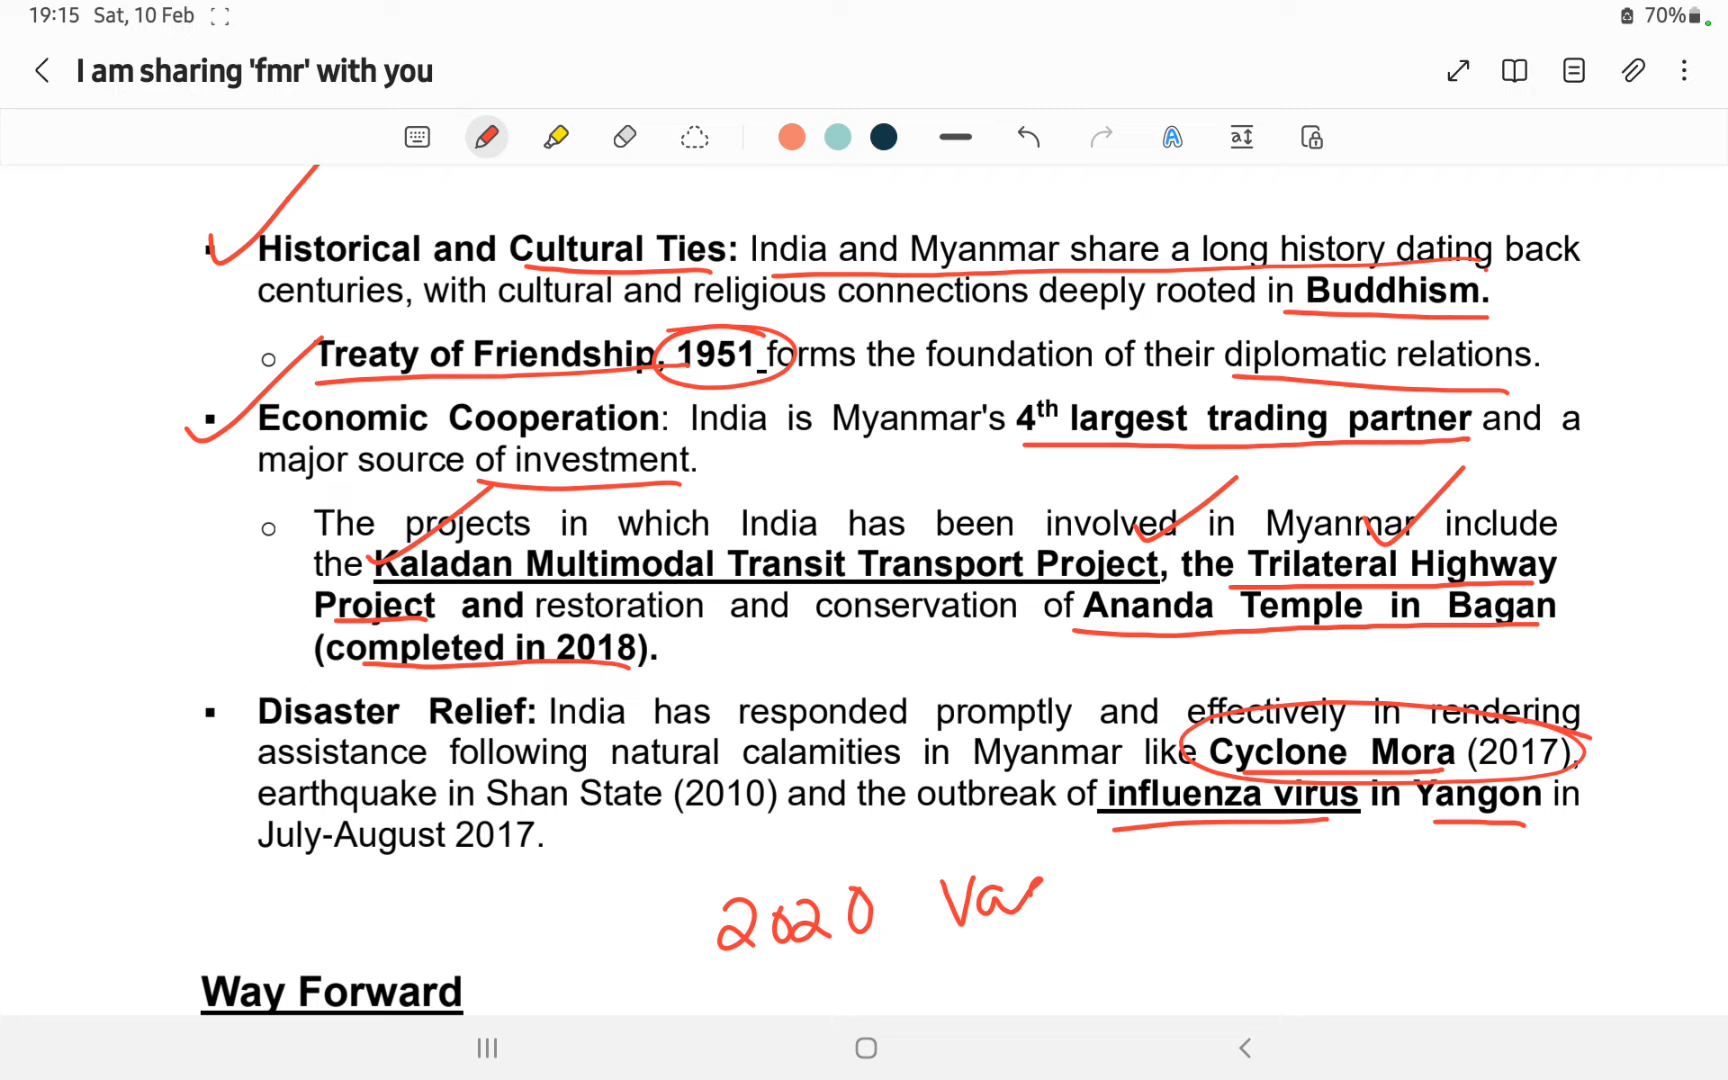 19:15 Sat, 10 Feb 70%
I am sharing 'fmr' with you
▪ Historical and Cultural Ties: India and Myanmar share a long history dating back
centuries, with cultural and religious connections deeply rooted in Buddhism.
o Treaty of Friendship, 1951 forms the foundation of their diplomatic relations.
▪ Economic Cooperation: India is Myanmar's 4th largest trading partner and a
major source of investment.
o The projects in which India has been involved in Myanmar include
the Kaladan Multimodal Transit Transport Project, the Trilateral Highway
Project and restoration and conservation of Ananda Temple in Bagan
(completed in 2018).
▪ Disaster Relief: India has responded promptly and effectively in rendering
assistance following natural calamities in Myanmar like Cyclone Mora (2017),
earthquake in Shan State (2010) and the outbreak of influenza virus in Yangon in
July-August 2017.
2020
Way Forward